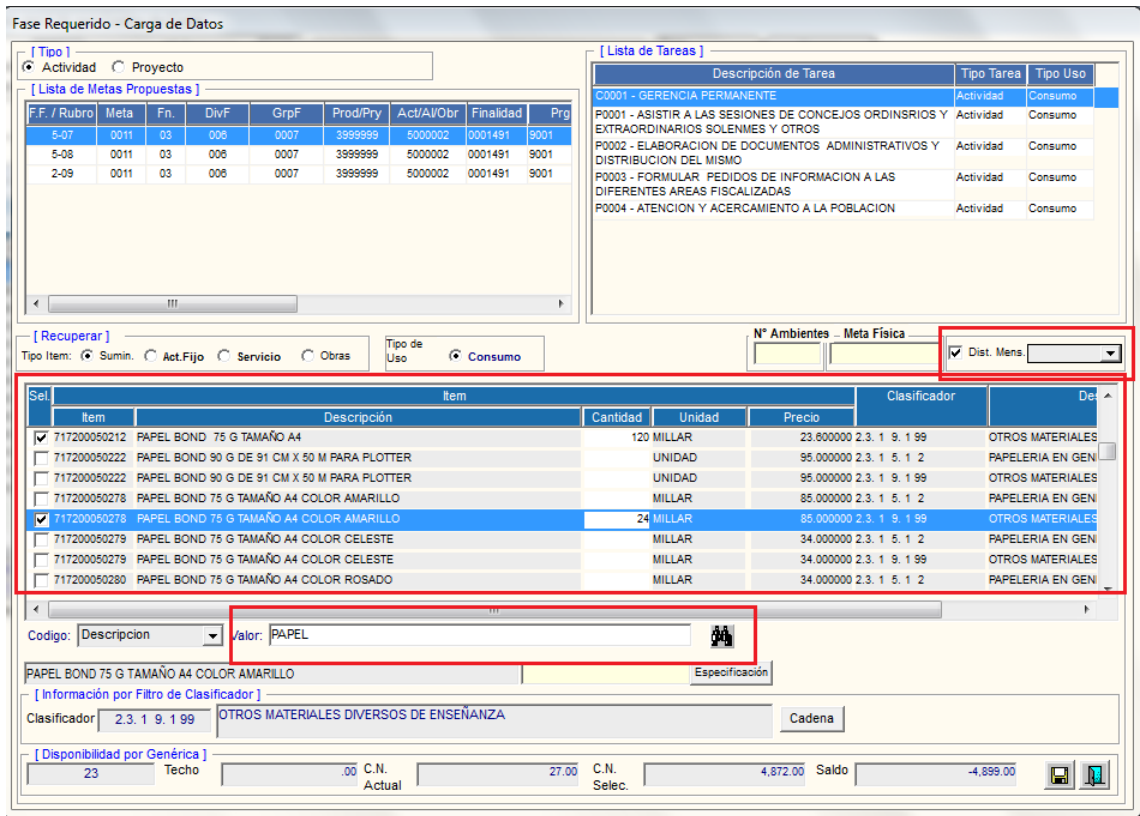 Fase Requerido - Carga de Datos
[ Tipo ]
Actividad Proyecto
[ Lista de Metas Propuestas ]
F.F. / Rubro Meta Fn. DivF GrpF Prod/Pry Act/AI/Obr Finalidad Prg
5-07 0011 03 006 0007 3999999 5000002 0001491 9001
5-08 0011 03 006 0007 3999999 5000002 0001491 9001
2-09 0011 03 006 0007 3999999 5000002 0001491 9001
[ Lista de Tareas ]
Descripción de Tarea Tipo Tarea Tipo Uso
C0001 - GERENCIA PERMANENTE Actividad Consumo
P0001 - ASISTIR A LAS SESIONES DE CONCEJOS ORDINSRIOS Y Actividad Consumo
EXTRAORDINARIOS SOLENMES Y OTROS
P0002 - ELABORACION DE DOCUMENTOS ADMINISTRATIVOS Y Actividad Consumo
DISTRIBUCION DEL MISMO
P0003 - FORMULAR PEDIDOS DE INFORMACION A LAS Actividad Consumo
DIFERENTES AREAS FISCALIZADAS
P0004 - ATENCION Y ACERCAMIENTO A LA POBLACION Actividad Consumo
[ Recuperar ]
Tipo Item: Sumin. Act.Fijo Servicio Obras
Tipo de
Uso Consumo
N° Ambientes Meta Física
Dist. Mens.
Sel. Item Clasificador Des
Item Descripción Cantidad Unidad Precio
717200050212 PAPEL BOND 75 G TAMAÑO A4 120 MILLAR 23.600000 2.3. 1 9. 1 99 OTROS MATERIALES
717200050222 PAPEL BOND 90 G DE 91 CM X 50 M PARA PLOTTER UNIDAD 95.000000 2.3. 1 5. 1 2 PAPELERIA EN GENI
717200050222 PAPEL BOND 90 G DE 91 CM X 50 M PARA PLOTTER UNIDAD 95.000000 2.3. 1 9. 1 99 OTROS MATERIALES
717200050278 PAPEL BOND 75 G TAMAÑO A4 COLOR AMARILLO MILLAR 85.000000 2.3. 1 5. 1 2 PAPELERIA EN GENI
717200050278 PAPEL BOND 75 G TAMAÑO A4 COLOR AMARILLO 24 MILLAR 85.000000 2.3. 1 9. 1 99 OTROS MATERIALES
717200050279 PAPEL BOND 75 G TAMAÑO A4 COLOR CELESTE MILLAR 34.000000 2.3. 1 5. 1 2 PAPELERIA EN GENI
717200050279 PAPEL BOND 75 G TAMAÑO A4 COLOR CELESTE MILLAR 34.000000 2.3. 1 9. 1 99 OTROS MATERIALES
717200050280 PAPEL BOND 75 G TAMAÑO A4 COLOR ROSADO MILLAR 34.000000 2.3. 1 5. 1 2 PAPELERIA EN GENI
Codigo: Descripcion Valor: PAPEL
PAPEL BOND 75 G TAMAÑO A4 COLOR AMARILLO Especificación
[ Información por Filtro de Clasificador ]
Clasificador 2.3. 1 9. 1 99 OTROS MATERIALES DIVERSOS DE ENSEÑANZA Cadena
[ Disponibilidad por Genérica ]
23 Techo .00 C.N. 27.00 C.N. 4,872.00 Saldo -4,899.00
Actual Selec.